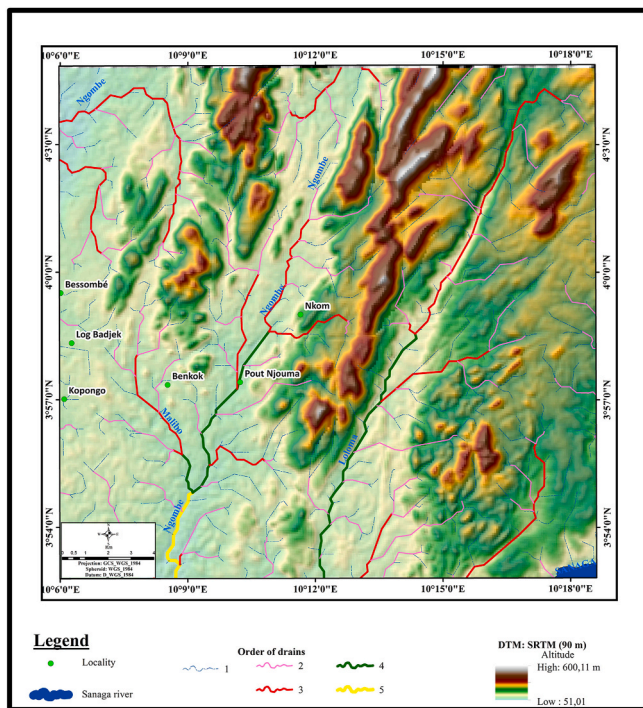 10°6'0"E 10°9'0"E 10°12'0"E 10°15'0"E 10°18'0"E
Ngombe
4°3'0"N
4°3'0"N
Ngombe
4°0'0"N
4°0'0"N
Bessombé
Ngombe
Nkom
Log Badjek
Pout Njouma
Benkok
Kopongo
3°57'0"N
3°57'0"N
Malibo
Ngombe
3°54'0"N
3°54'0"N
Km
Projection: GCS_WGS_1984
Spheroid: WGS_1984
Datum: D_WGS_1984
10°6'0"E 10°9'0"E 10°12'0"E 10°15'0"E 10°18'0"E
Legend
Locality
Sanaga river
Order of drains
1 2 4
3 5
DTM: SRTM (90 m)
Altitude
High: 600,11 m
Low : 51,01